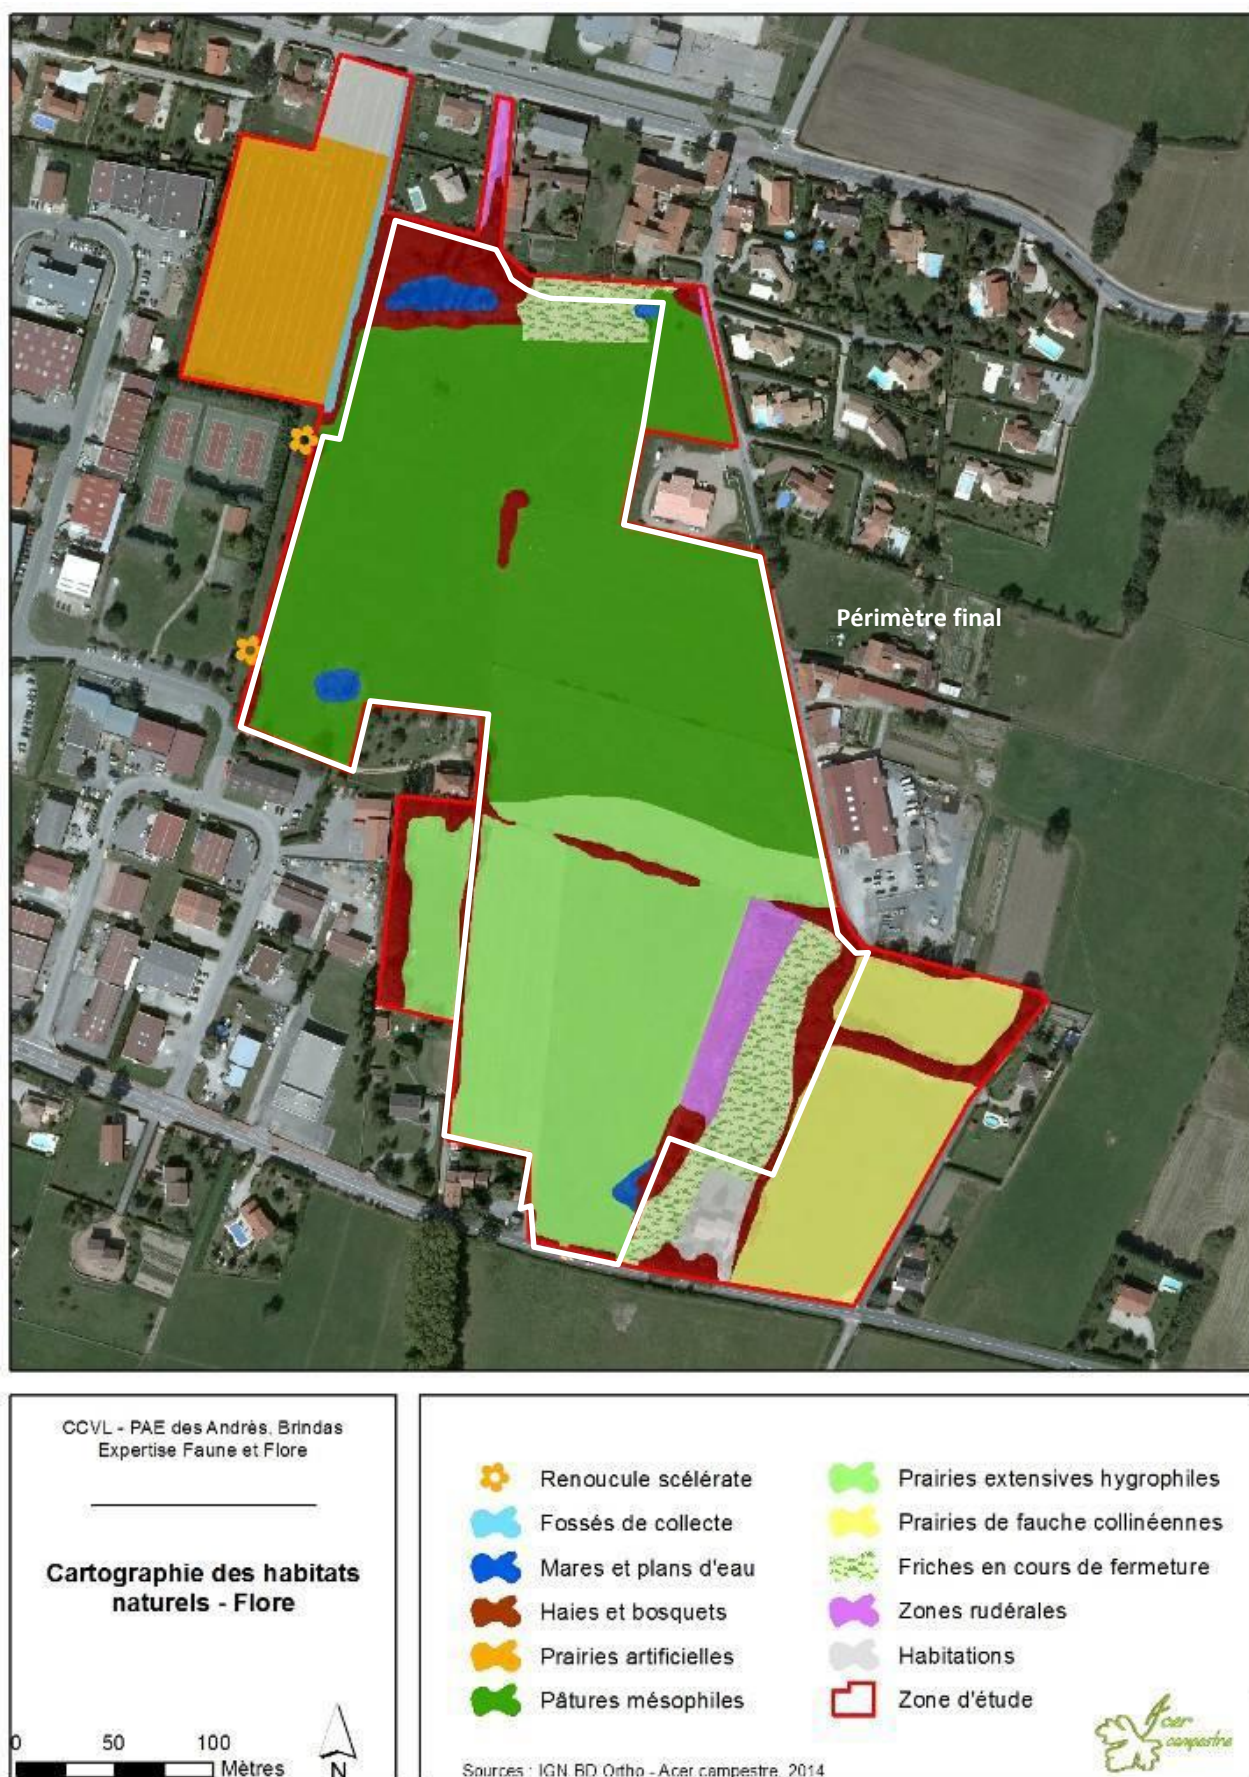 Périmètre final
CCVL - PAE des Andrès. Brindas
Expertise Faune et Flore
Cartographie des habitats
naturels - Flore
0 50 100
Mètres
N
Renoucule scélérate
Fossés de collecte
Mares et plans d'eau
Haies et bosquets
Prairies artificielles
Pâtures mésophiles
Prairies extensives hygrophiles
Prairies de fauche collinéennes
Friches en cours de fermeture
Zones rudérales
Habitations
Zone d'étude
Acer
campestre
Sources : IGN BD Ortho - Acer campestre, 2014